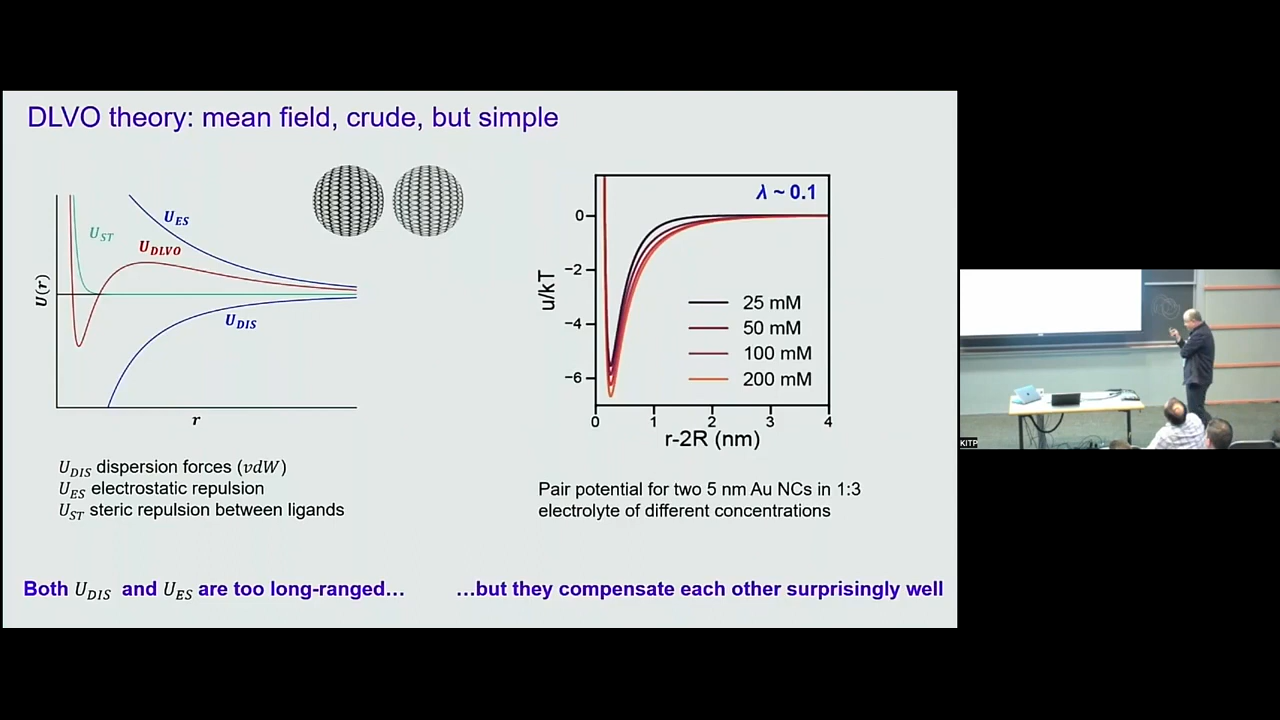 DLVO theory: mean field, crude, but simple
U_ES
U_ST
U_DLVO
U(r)
U_DIS
r
λ ~ 0.1
0
−2
−4
−6
u/kT
25 mM
50 mM
100 mM
200 mM
0 1 2 3 4
r-2R (nm)
U_DIS dispersion forces (vdW)
U_ES electrostatic repulsion
U_ST steric repulsion between ligands
Pair potential for two 5 nm Au NCs in 1:3
electrolyte of different concentrations
Both U_DIS and U_ES are too long-ranged…
…but they compensate each other surprisingly well
KITP